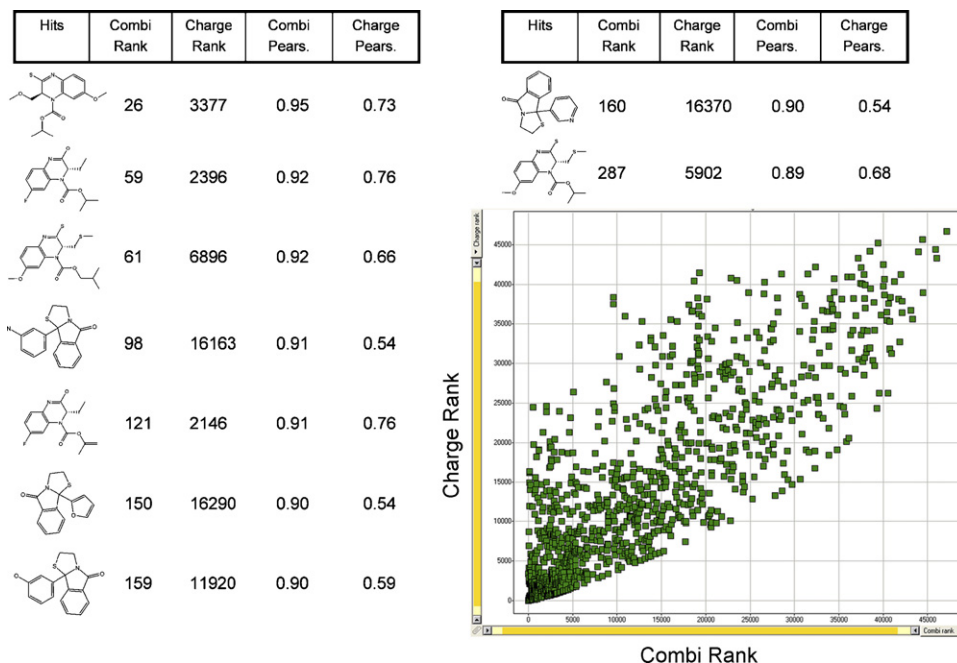 Hits Combi Rank Charge Rank Combi Pears. Charge Pears.
26 3377 0.95 0.73
59 2396 0.92 0.76
61 6896 0.92 0.66
98 16163 0.91 0.54
121 2146 0.91 0.76
150 16290 0.90 0.54
159 11920 0.90 0.59
Hits Combi Rank Charge Rank Combi Pears. Charge Pears.
160 16370 0.90 0.54
287 5902 0.89 0.68
Charge rank
45000
40000
35000
30000
25000
20000
15000
10000
5000
0
Charge Rank
0 5000 10000 15000 20000 25000 30000 35000 40000 45000
Combi rank
Combi Rank